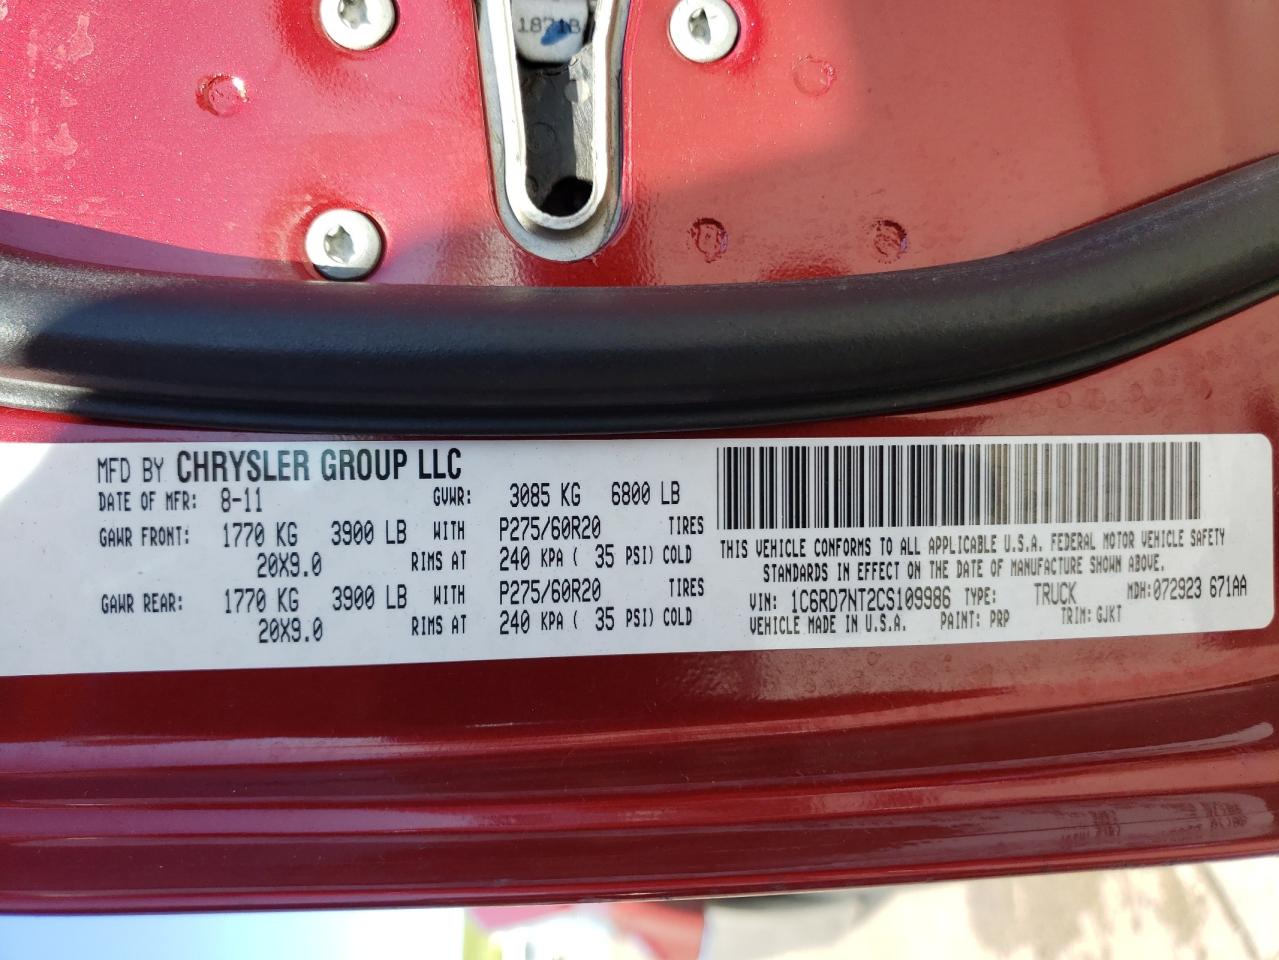 18718
MFD BY CHRYSLER GROUP LLC
DATE OF MFR: 8-11 GVWR: 3085 KG 6800 LB
GAWR FRONT: 1770 KG 3900 LB WITH P275/60R20 TIRES
20X9.0 RIMS AT 240 KPA ( 35 PSI) COLD
GAWR REAR: 1770 KG 3900 LB WITH P275/60R20 TIRES
20X9.0 RIMS AT 240 KPA ( 35 PSI) COLD
THIS VEHICLE CONFORMS TO ALL APPLICABLE U.S.A. FEDERAL MOTOR VEHICLE SAFETY
STANDARDS IN EFFECT ON THE DATE OF MANUFACTURE SHOWN ABOVE.
VIN: 1C6RD7NT2CS109986 TYPE: TRUCK MDH:072923 671AA
VEHICLE MADE IN U.S.A. PAINT: PRP TRIM: GJKT